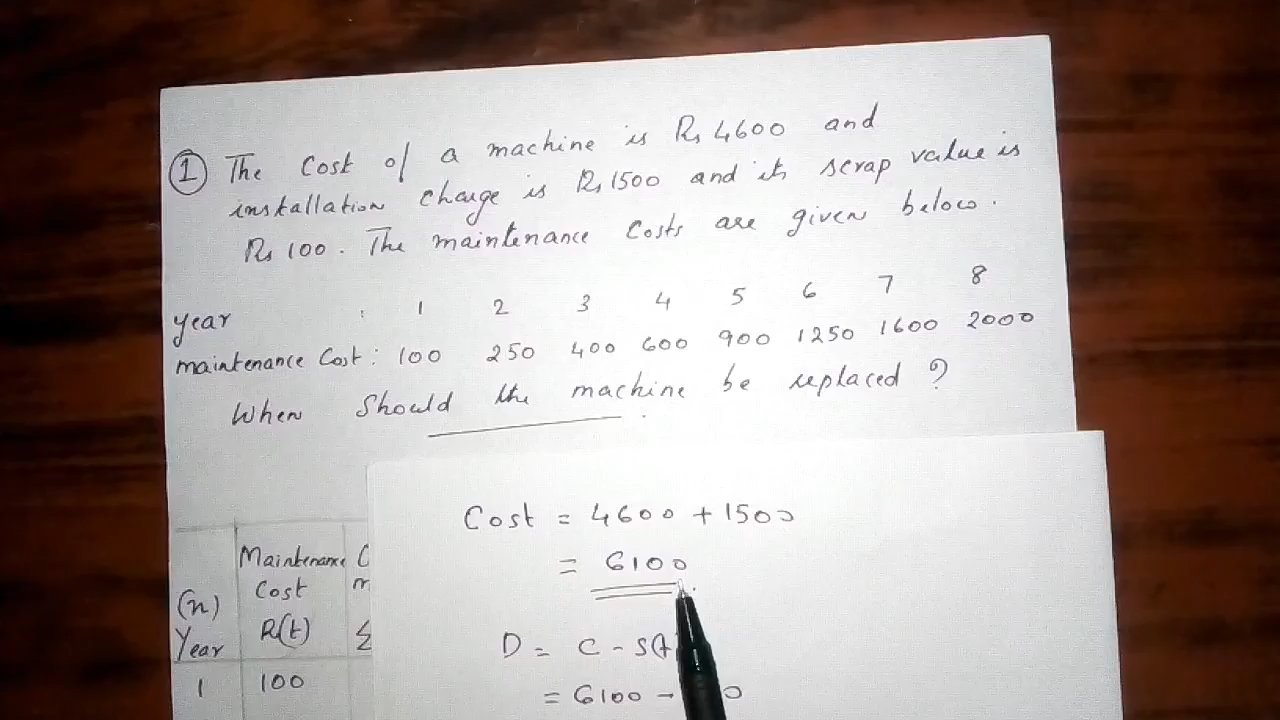 ① The Cost of a machine is Rs 4600 and
installation charge is Rs 1500 and its scrap value is
Rs 100. The maintenance costs are given below.
year : 1 2 3 4 5 6 7 8
maintenance Cost : 100 250 400 600 900 1250 1600 2000
When should the machine be replaced ?
Cost = 4600 + 1500
= 6100
D = C - S(t
= 6100 -
(n)
Year
Maintenance
Cost
R(t)
Σ
1 100